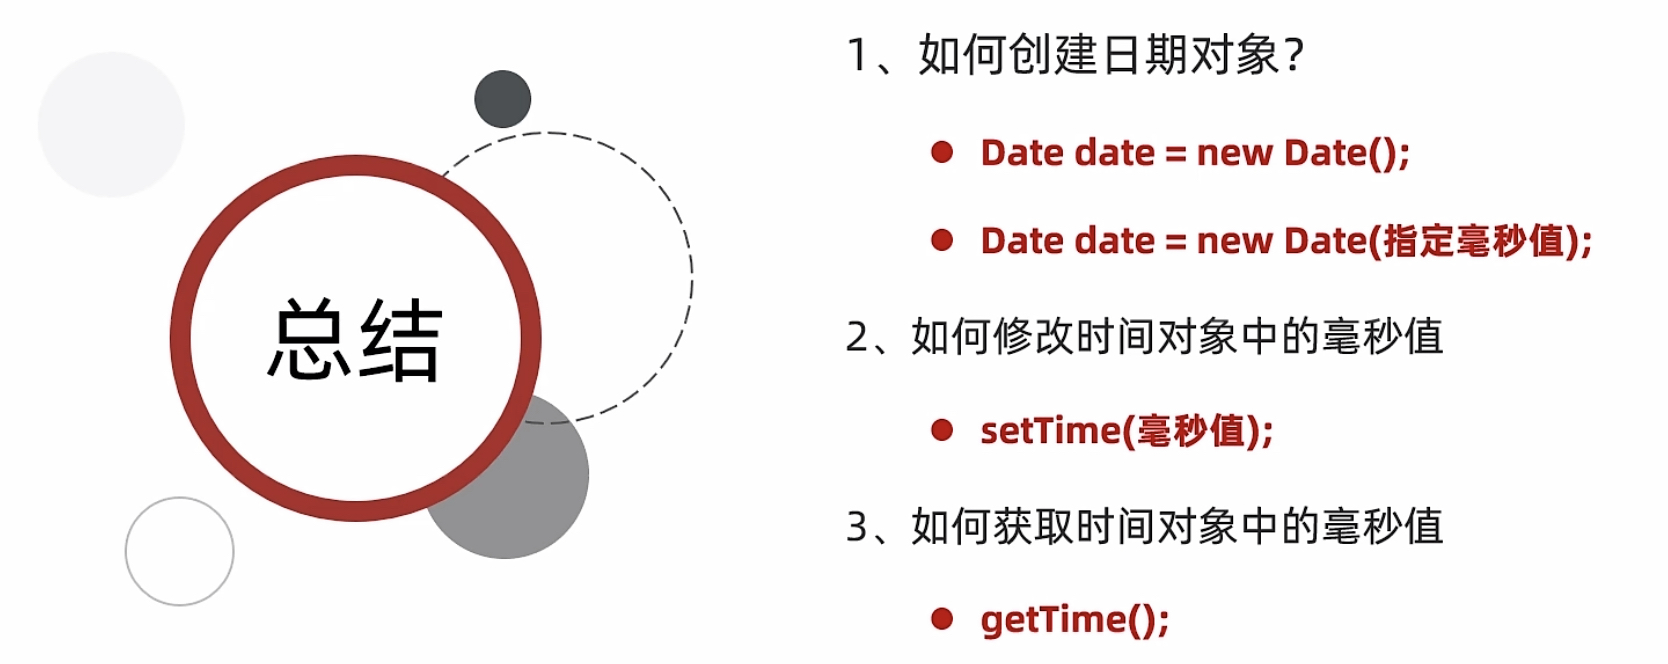 总结
1、如何创建日期对象？
Date date = new Date();
Date date = new Date(指定毫秒值);
2、如何修改时间对象中的毫秒值
setTime(毫秒值);
3、如何获取时间对象中的毫秒值
getTime();